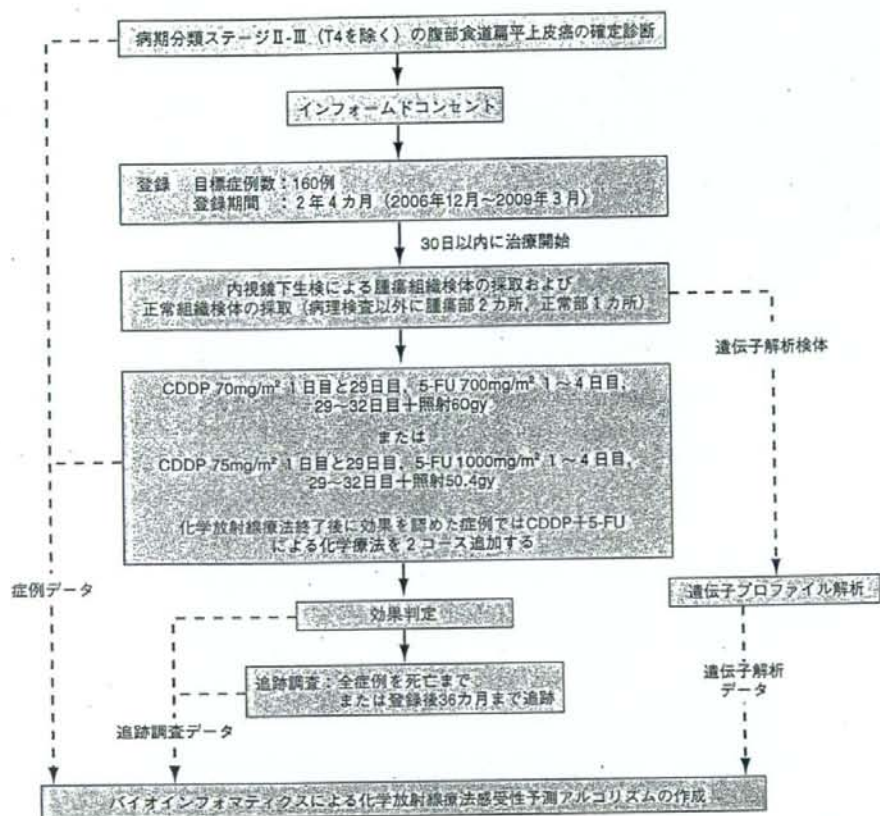 病期分類ステージⅡ-Ⅲ(T4を除く)の腹部食道扁平上皮癌の確定診断
インフォームドコンセント
登録 目標症例数:160例
登録期間 :2年4カ月(2006年12月〜2009年3月)
30日以内に治療開始
内視鏡下生検による腫瘍組織検体の採取および
正常組織検体の採取(病理検査以外に腫瘍部2カ所,正常部1カ所)
遺伝子解析検体
CDDP 70mg/m² 1日目と29日目、5-FU 700mg/m² 1〜4日目、
29〜32日目+照射60gy
または
CDDP 75mg/m² 1日目と29日目、5-FU 1000mg/m² 1〜4日目、
29〜32日目+照射50.4gy
化学放射線療法終了後に効果を認めた症例ではCDDP+5-FU
による化学療法を2コース追加する
症例データ
遺伝子プロファイル解析
効果判定
遺伝子解析
データ
追跡調査:全症例を死亡まで
または登録後36カ月まで追跡
追跡調査データ
バイオインフォマティクスによる化学放射線療法感受性予測アルゴリズムの作成